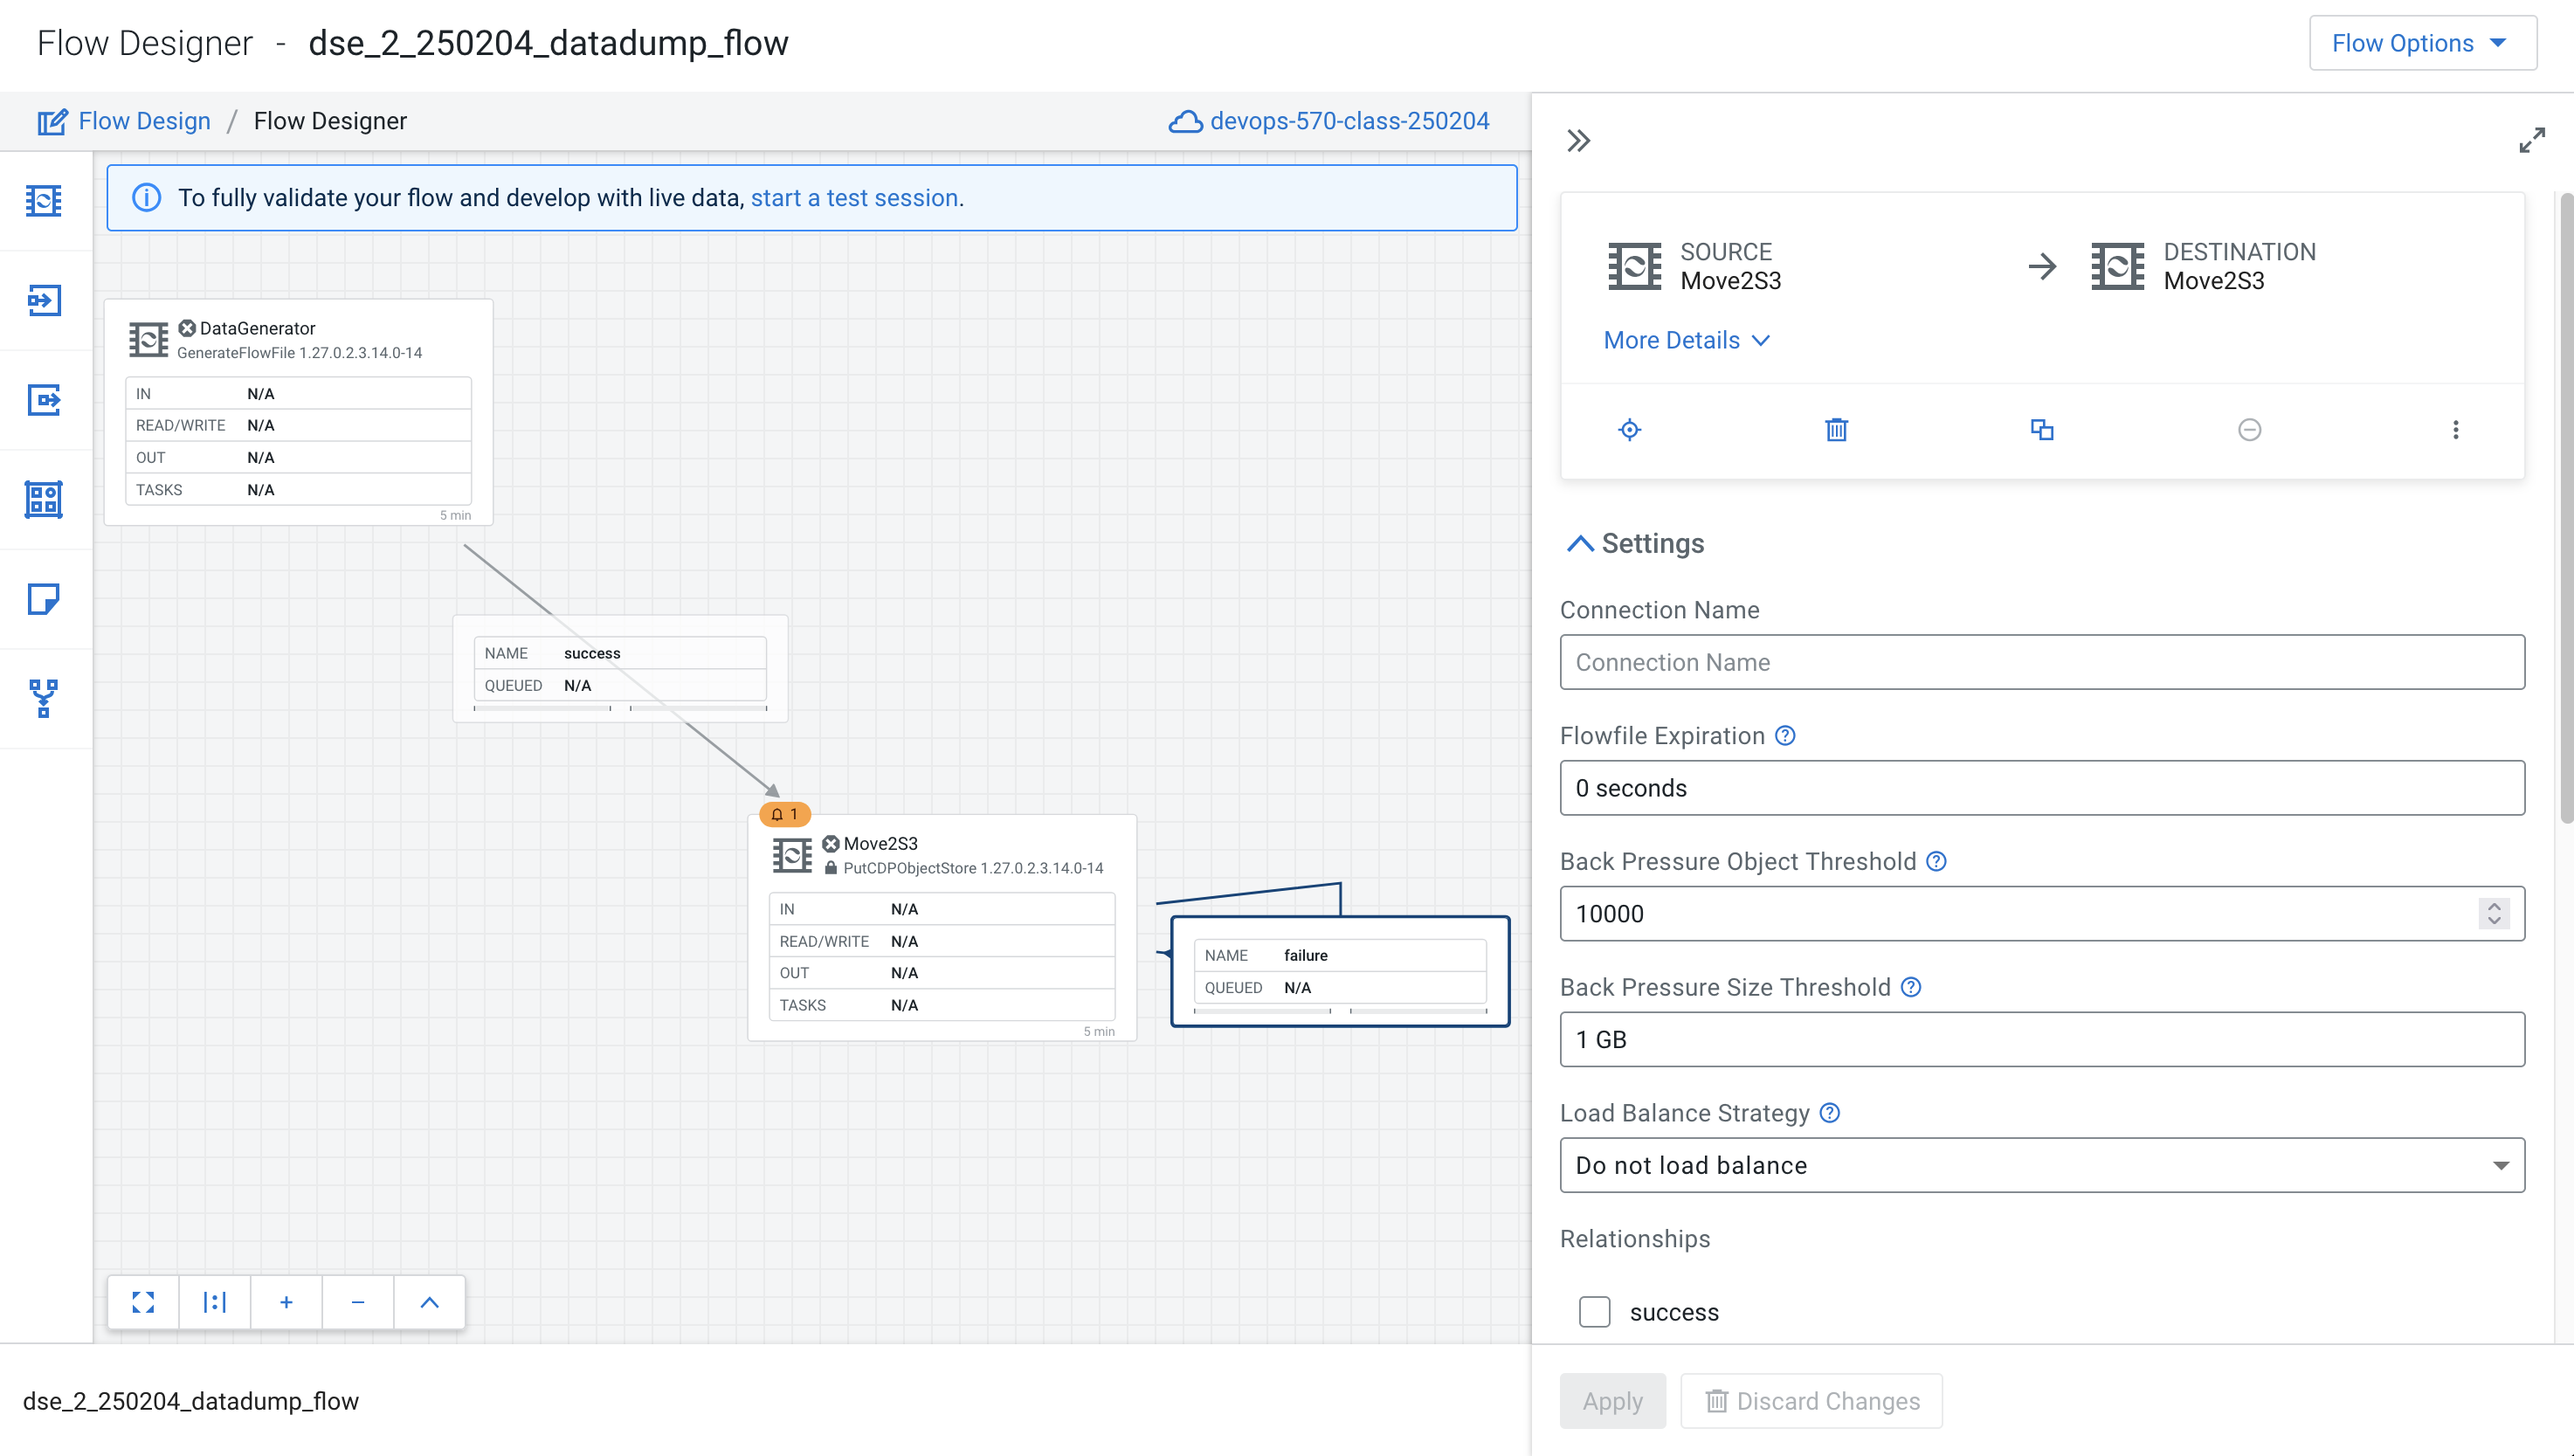 Flow Designer - dse_2_250204_datadump_flow
Flow Options
Flow Design / Flow Designer
devops-570-class-250204
To fully validate your flow and develop with live data, start a test session.
DataGenerator
GenerateFlowFile 1.27.0.2.3.14.0-14
IN N/A
READ/WRITE N/A
OUT N/A
TASKS N/A
5 min
NAME success
QUEUED N/A
1
Move2S3
PutCDPObjectStore 1.27.0.2.3.14.0-14
IN N/A
READ/WRITE N/A
OUT N/A
TASKS N/A
5 min
NAME failure
QUEUED N/A
dse_2_250204_datadump_flow
SOURCE
Move2S3
DESTINATION
Move2S3
More Details
Settings
Connection Name
Connection Name
Flowfile Expiration
0 seconds
Back Pressure Object Threshold
10000
Back Pressure Size Threshold
1 GB
Load Balance Strategy
Do not load balance
Relationships
success
Apply
Discard Changes